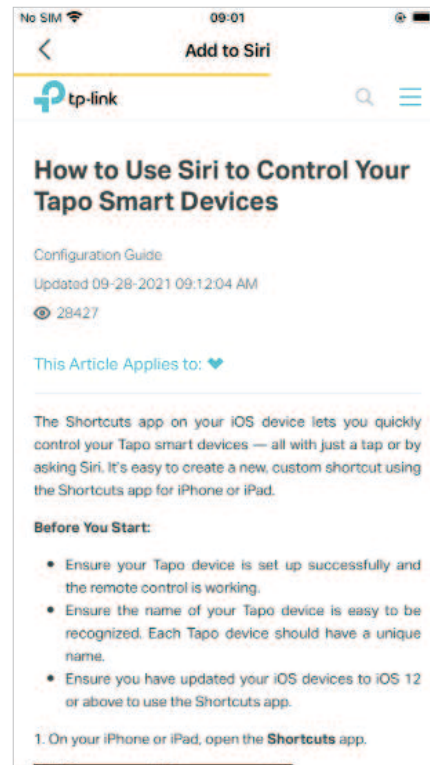 No SIM 09:01
Add to Siri
tp-link
How to Use Siri to Control Your
Tapo Smart Devices
Configuration Guide
Updated 09-28-2021 09:12:04 AM
28427
This Article Applies to:
The Shortcuts app on your iOS device lets you quickly
control your Tapo smart devices — all with just a tap or by
asking Siri. It's easy to create a new, custom shortcut using
the Shortcuts app for iPhone or iPad.
Before You Start:
• Ensure your Tapo device is set up successfully and
the remote control is working.
• Ensure the name of your Tapo device is easy to be
recognized. Each Tapo device should have a unique
name.
• Ensure you have updated your iOS devices to iOS 12
or above to use the Shortcuts app.
1. On your iPhone or iPad, open the Shortcuts app.